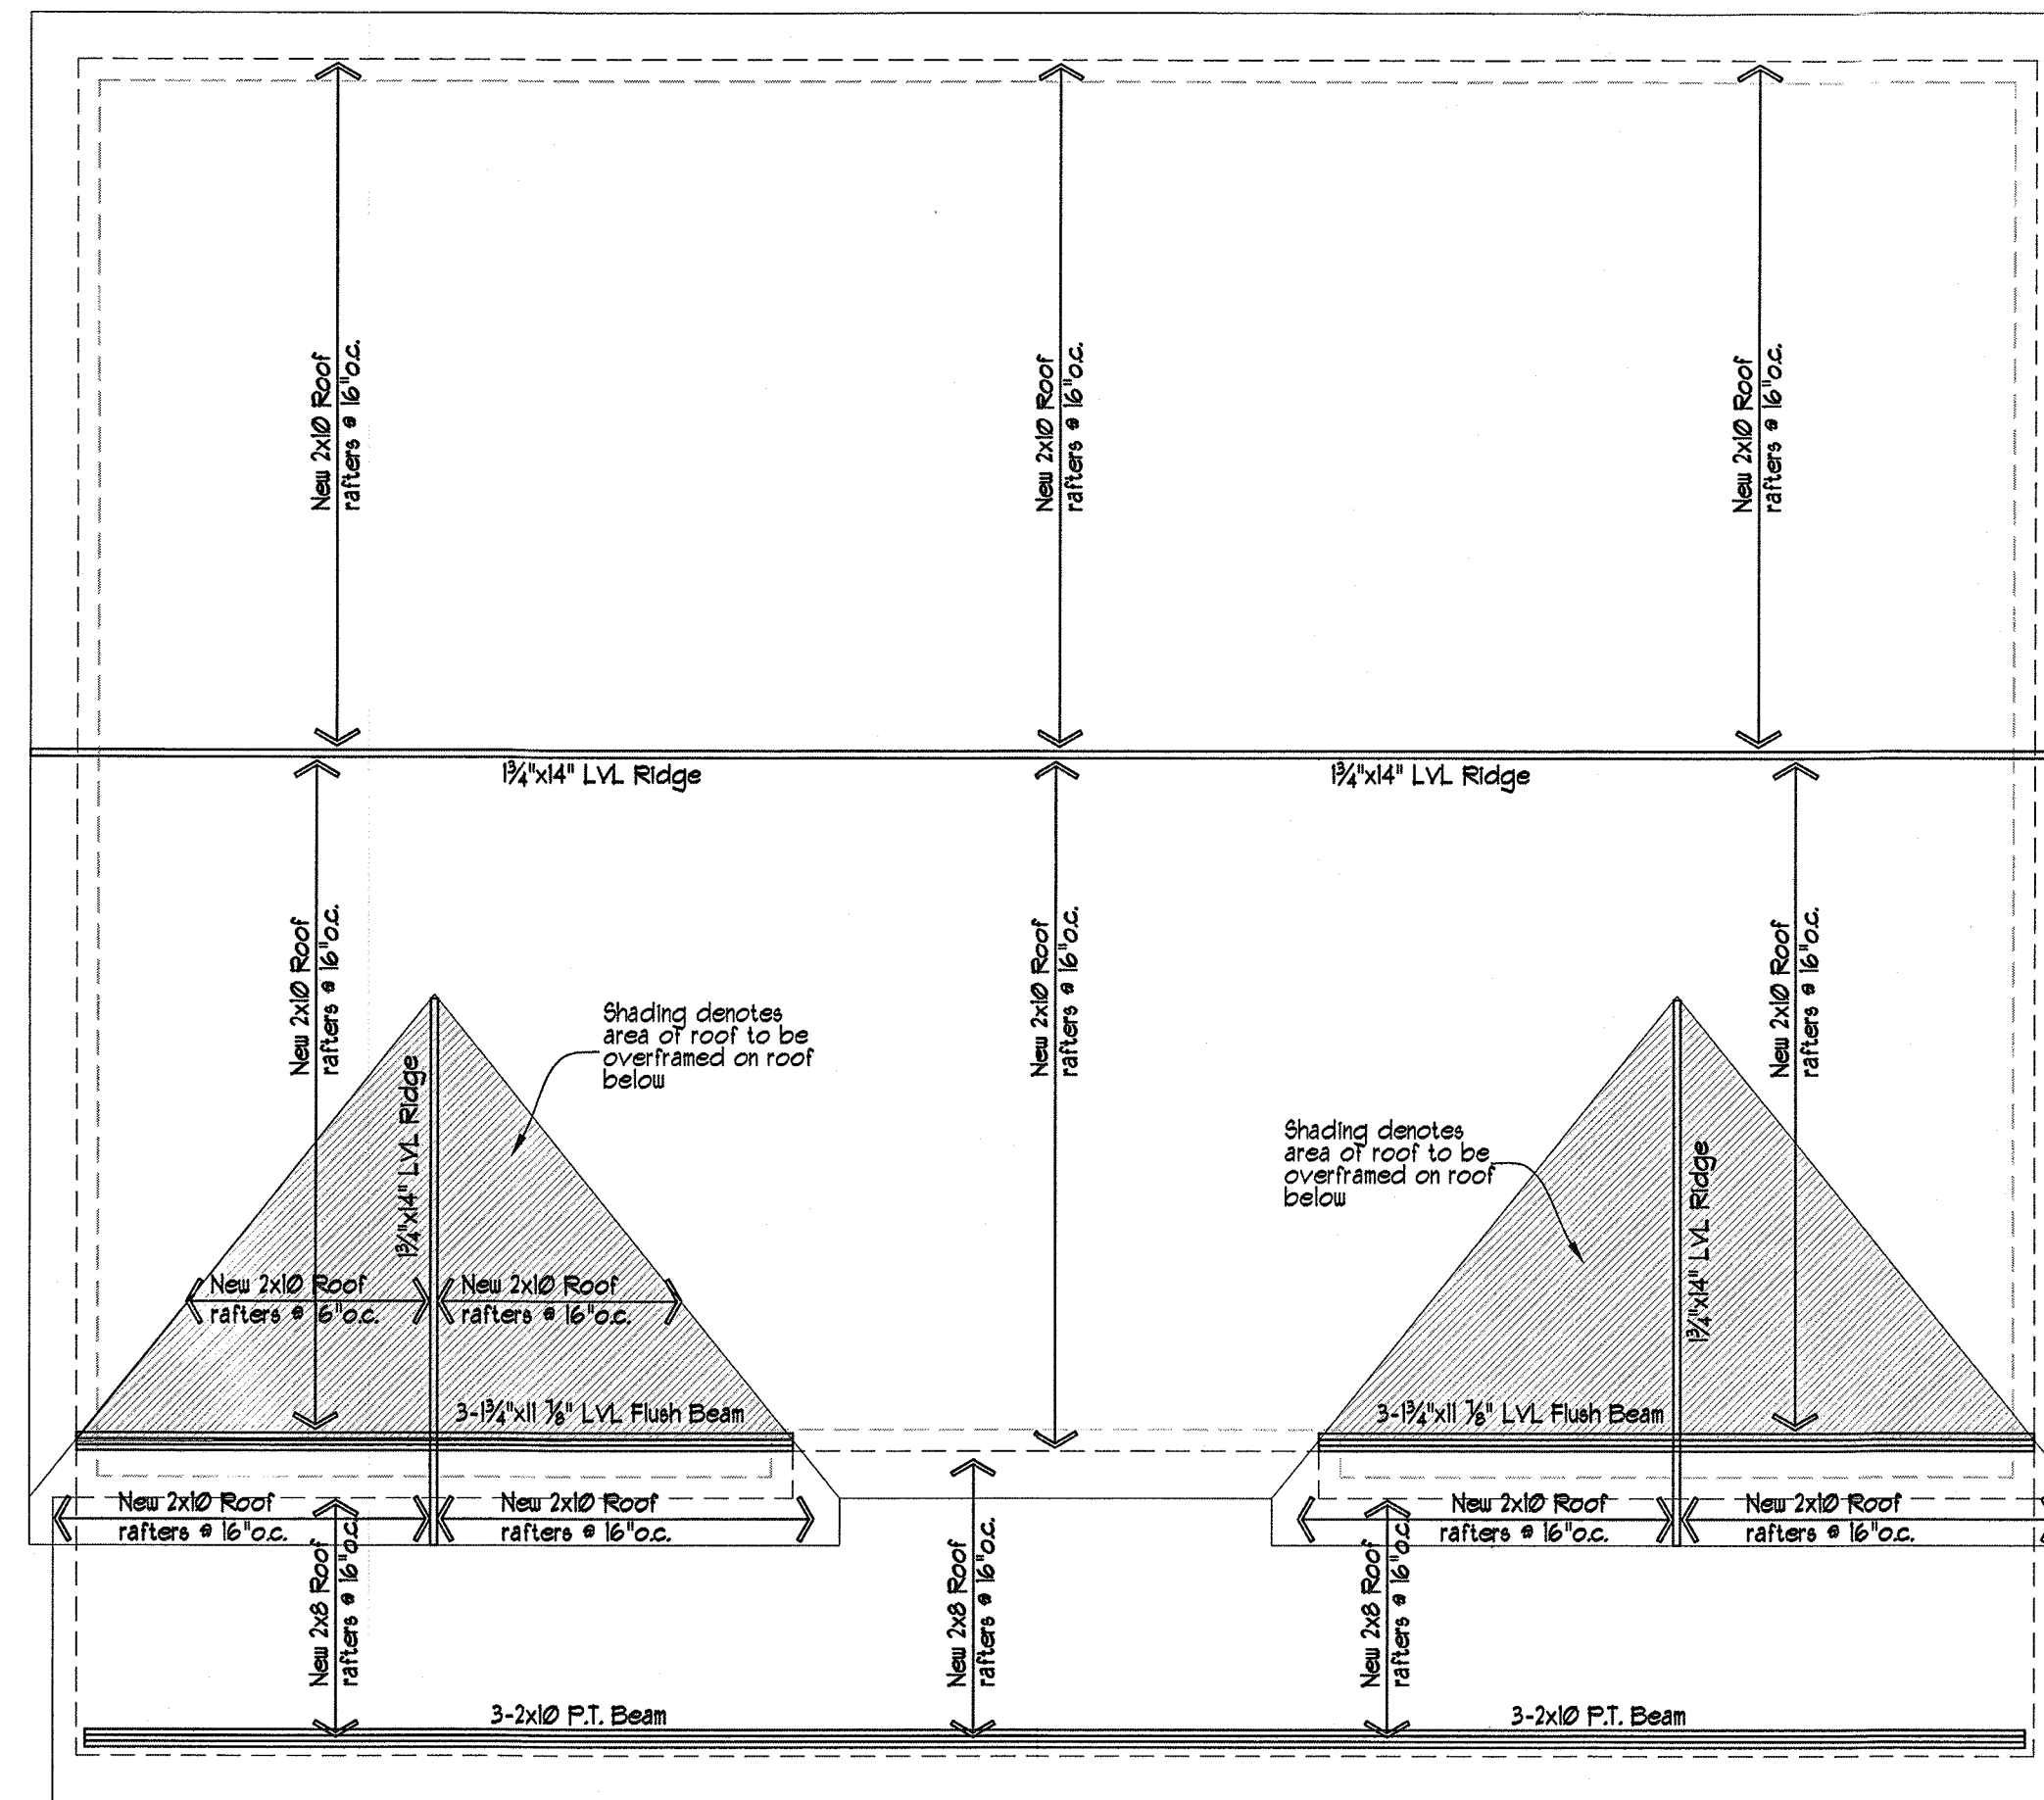 New 2x10 Roof
rafters @ 16"o.c.
New 2x10 Roof
rafters @ 16"o.c.
New 2x10 Roof
rafters @ 16"o.c.
1¾"x14" LVL Ridge
1¾"x14" LVL Ridge
New 2x10 Roof
rafters @ 16"o.c.
New 2x10 Roof
rafters @ 16"o.c.
New 2x10 Roof
rafters @ 16"o.c.
Shading denotes
area of roof to be
overframed on roof
below
Shading denotes
area of roof to be
overframed on roof
below
1¾"x14" LVL Ridge
1¾"x14" LVL Ridge
New 2x10 Roof
rafters @ 16"o.c.
New 2x10 Roof
rafters @ 16"o.c.
3-1¾"x11 ⅞" LVL Flush Beam
3-1¾"x11 ⅞" LVL Flush Beam
New 2x10 Roof
rafters @ 16"o.c.
New 2x10 Roof
rafters @ 16"o.c.
New 2x10 Roof
rafters @ 16"o.c.
New 2x10 Roof
rafters @ 16"o.c.
New 2x8 Roof
rafters @ 16"o.c.
New 2x8 Roof
rafters @ 16"o.c.
New 2x8 Roof
rafters @ 16"o.c.
3-2x10 P.T. Beam
3-2x10 P.T. Beam